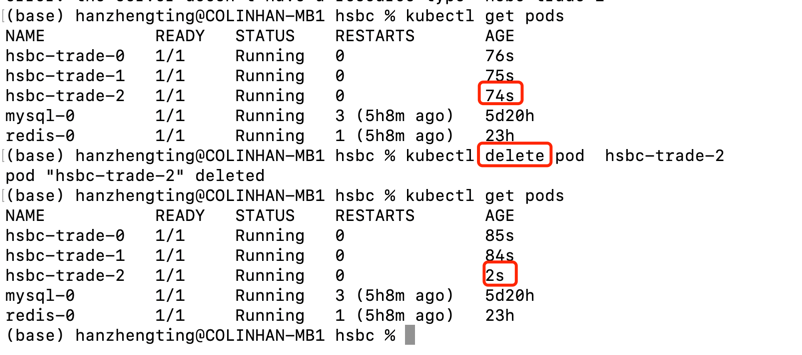 (base) hanzhengting@COLINHAN-MB1 hsbc % kubectl get pods
NAME READY STATUS RESTARTS AGE
hsbc-trade-0 1/1 Running 0 76s
hsbc-trade-1 1/1 Running 0 75s
hsbc-trade-2 1/1 Running 0 74s
mysql-0 1/1 Running 3 (5h8m ago) 5d20h
redis-0 1/1 Running 1 (5h8m ago) 23h
(base) hanzhengting@COLINHAN-MB1 hsbc % kubectl delete pod hsbc-trade-2
pod "hsbc-trade-2" deleted
(base) hanzhengting@COLINHAN-MB1 hsbc % kubectl get pods
NAME READY STATUS RESTARTS AGE
hsbc-trade-0 1/1 Running 0 85s
hsbc-trade-1 1/1 Running 0 84s
hsbc-trade-2 1/1 Running 0 2s
mysql-0 1/1 Running 3 (5h8m ago) 5d20h
redis-0 1/1 Running 1 (5h8m ago) 23h
(base) hanzhengting@COLINHAN-MB1 hsbc %